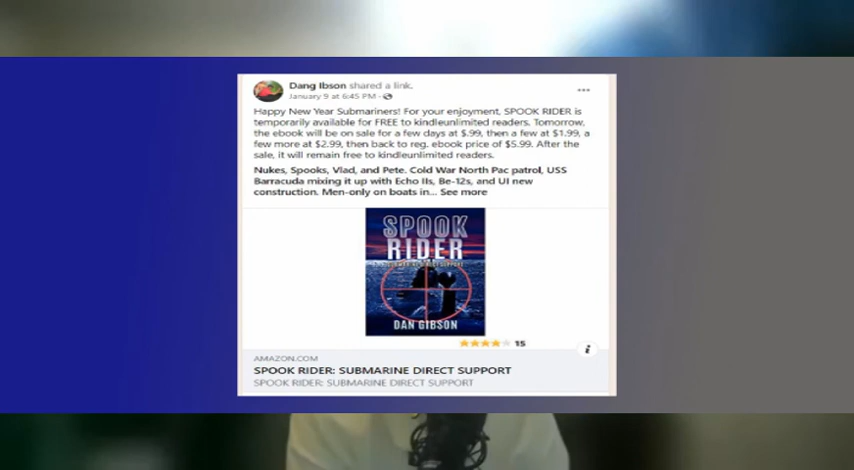 Dang Ibson shared a link.
January 9 at 6:45 PM ·
Happy New Year Submariners! For your enjoyment, SPOOK RIDER is
temporarily available for FREE to kindleunlimited readers. Tomorrow,
the ebook will be on sale for a few days at $.99, then a few at $1.99, a
few more at $2.99, then back to reg. ebook price of $5.99. After the
sale, it will remain free to kindleunlimited readers.
Nukes, Spooks, Vlad, and Pete. Cold War North Pac patrol, USS
Barracuda mixing it up with Echo IIs, Be-12s, and UI new
construction. Men-only on boats in... See more
SPOOK
RIDER
SUBMARINE DIRECT SUPPORT
DAN GIBSON
15
i
AMAZON.COM
SPOOK RIDER: SUBMARINE DIRECT SUPPORT
SPOOK RIDER: SUBMARINE DIRECT SUPPORT